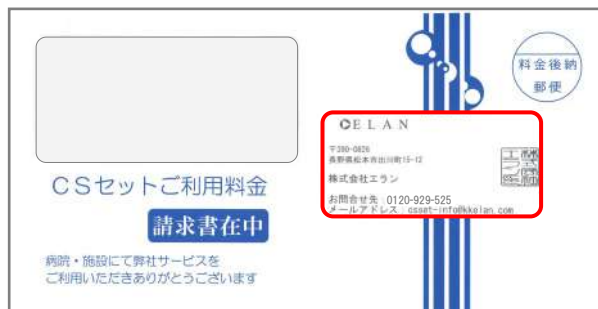 料金後納
郵便
ELAN
〒390-0826
長野県松本市出川町15-12
株式会社エラン
お問合せ先：0120-929-525
メールアドレス：csset-info@kkelan.com
CSセットご利用料金
請求書在中
病院・施設にて弊社サービスを
ご利用いただきありがとうございます